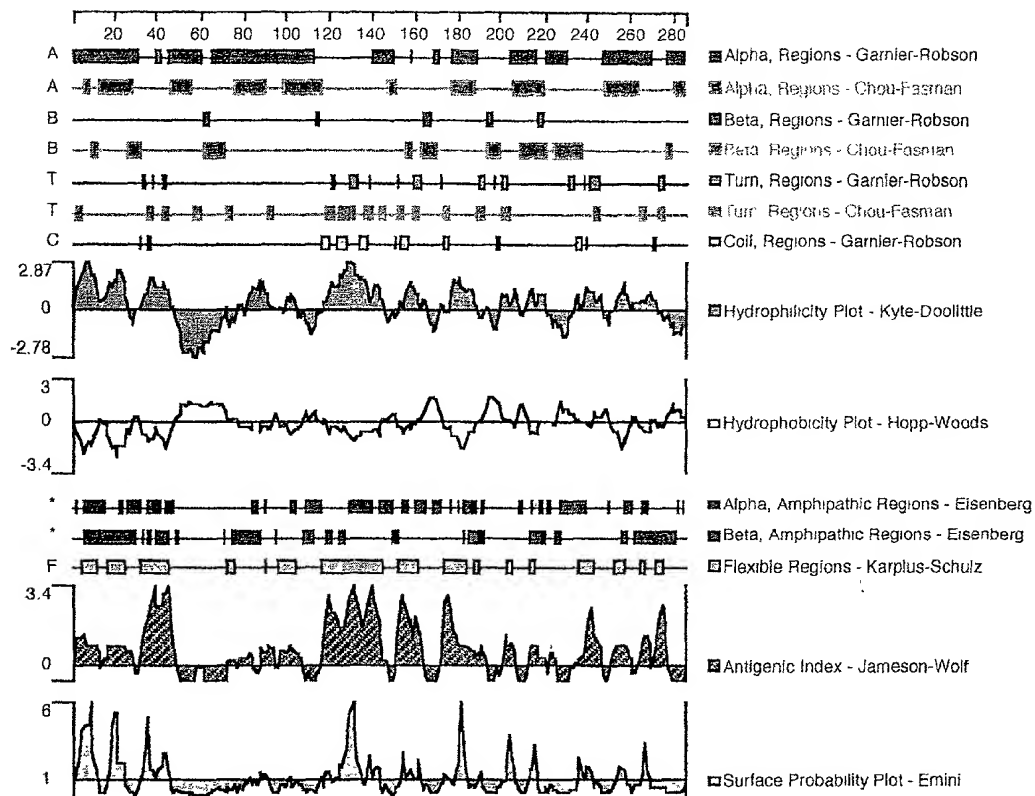 20 40 60 80 100 120 140 160 180 200 220 240 260 280
A Alpha, Regions - Garnier-Robson
A Alpha, Regions - Chou-Fasman
B Beta, Regions - Garnier-Robson
B Beta, Regions - Chou-Fasman
T Turn, Regions - Garnier-Robson
T Turn, Regions - Chou-Fasman
C Coil, Regions - Garnier-Robson
2.87
0 Hydrophilicity Plot - Kyte-Doolittle
-2.78
3
0 Hydrophobicity Plot - Hopp-Woods
-3.4
* Alpha, Amphipathic Regions - Eisenberg
* Beta, Amphipathic Regions - Eisenberg
F Flexible Regions - Karplus-Schulz
3.4
0 Antigenic Index - Jameson-Wolf
6
1 Surface Probability Plot - Emini